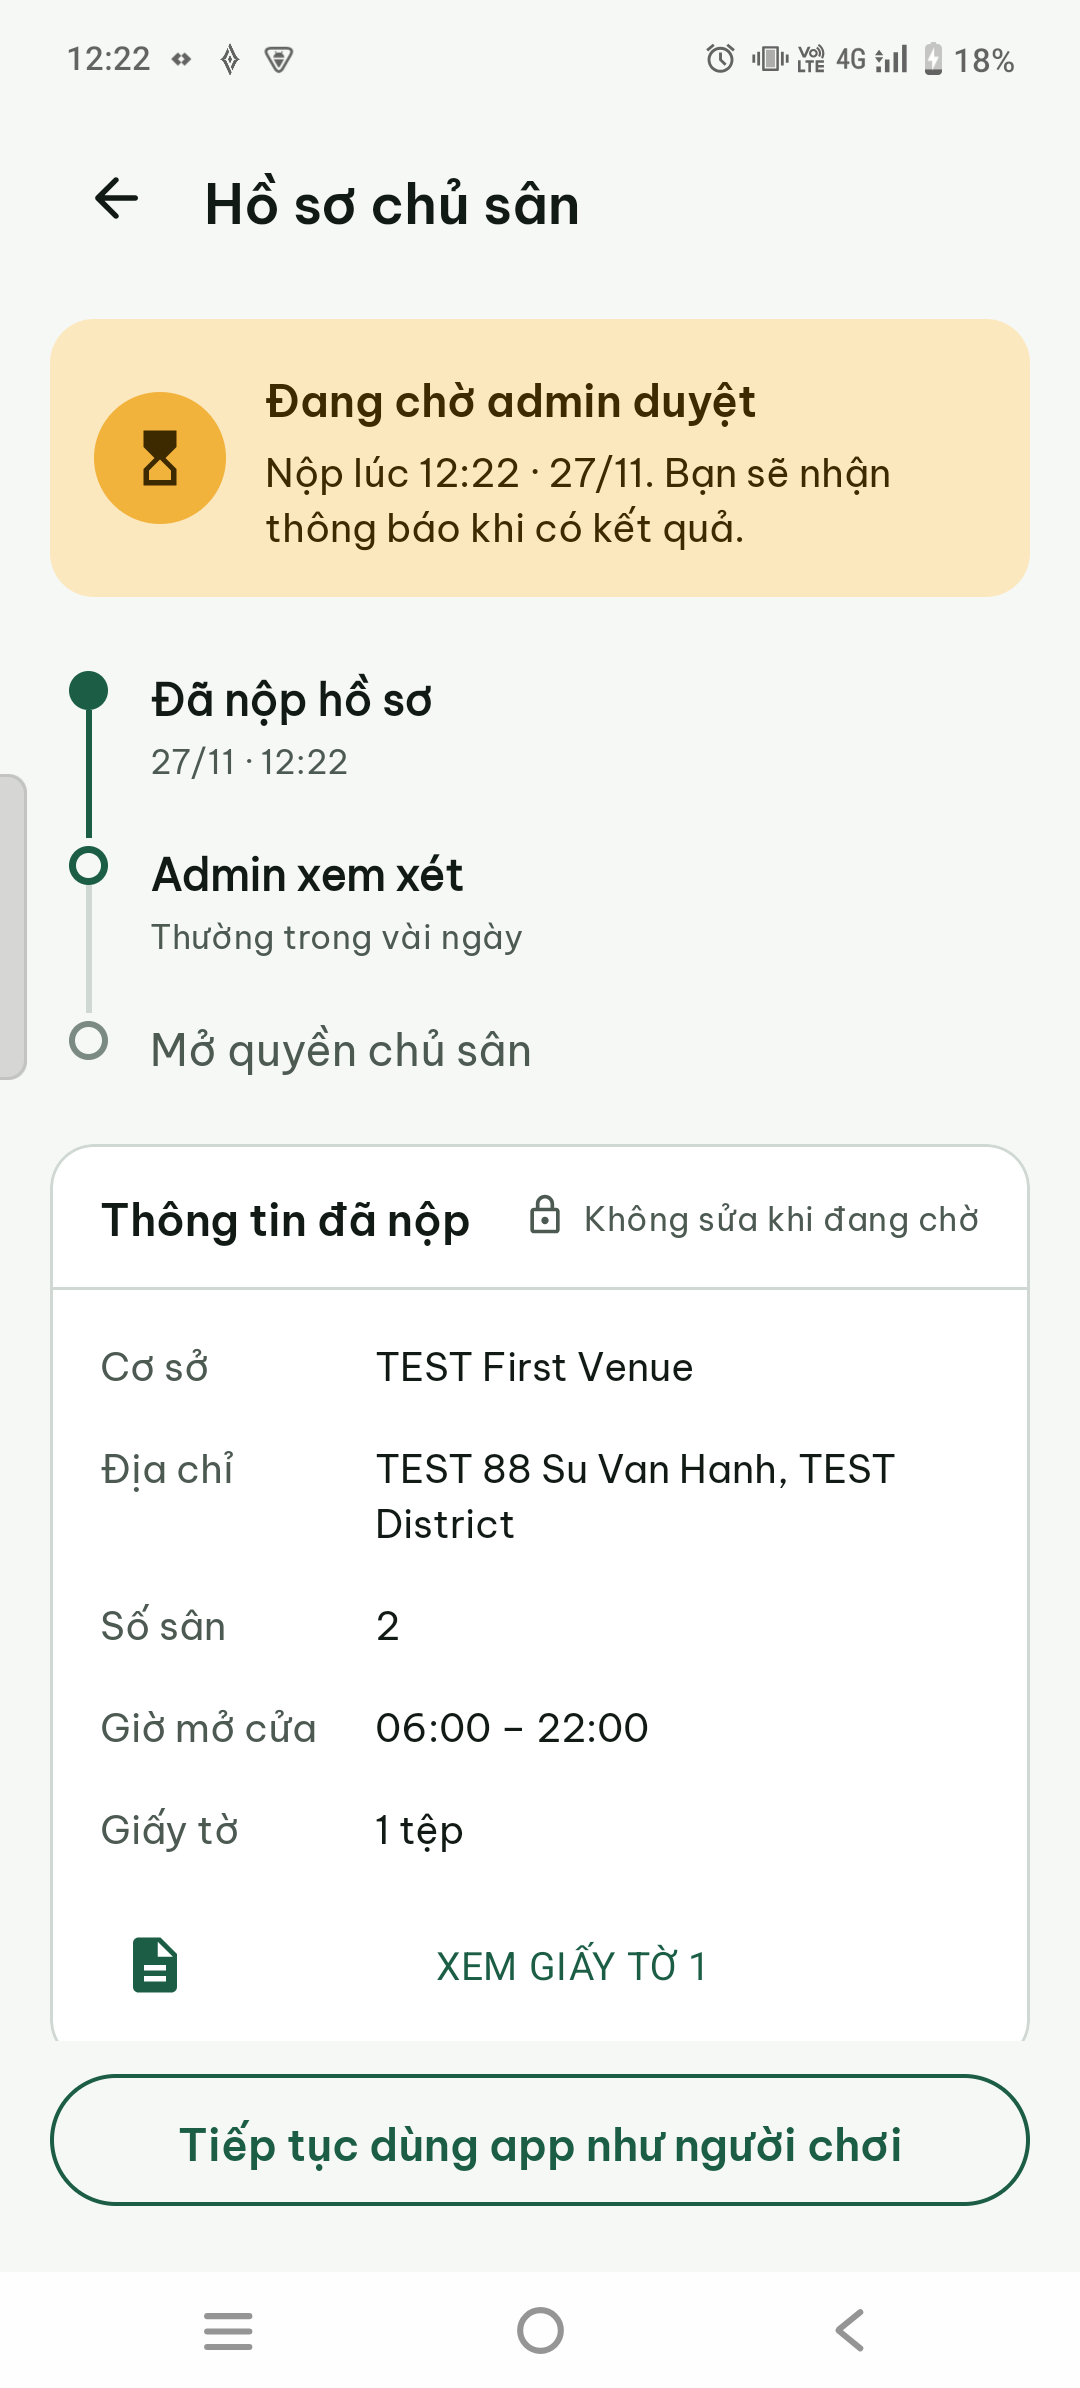 12:22
VoLTE 4G 18%
Hồ sơ chủ sân
Đang chờ admin duyệt
Nộp lúc 12:22 · 27/11. Bạn sẽ nhận
thông báo khi có kết quả.
Đã nộp hồ sơ
27/11 · 12:22
Admin xem xét
Thường trong vài ngày
Mở quyền chủ sân
Thông tin đã nộp Không sửa khi đang chờ
Cơ sở TEST First Venue
Địa chỉ TEST 88 Su Van Hanh, TEST
District
Số sân 2
Giờ mở cửa 06:00 – 22:00
Giấy tờ 1 tệp
XEM GIẤY TỜ 1
Tiếp tục dùng app như người chơi